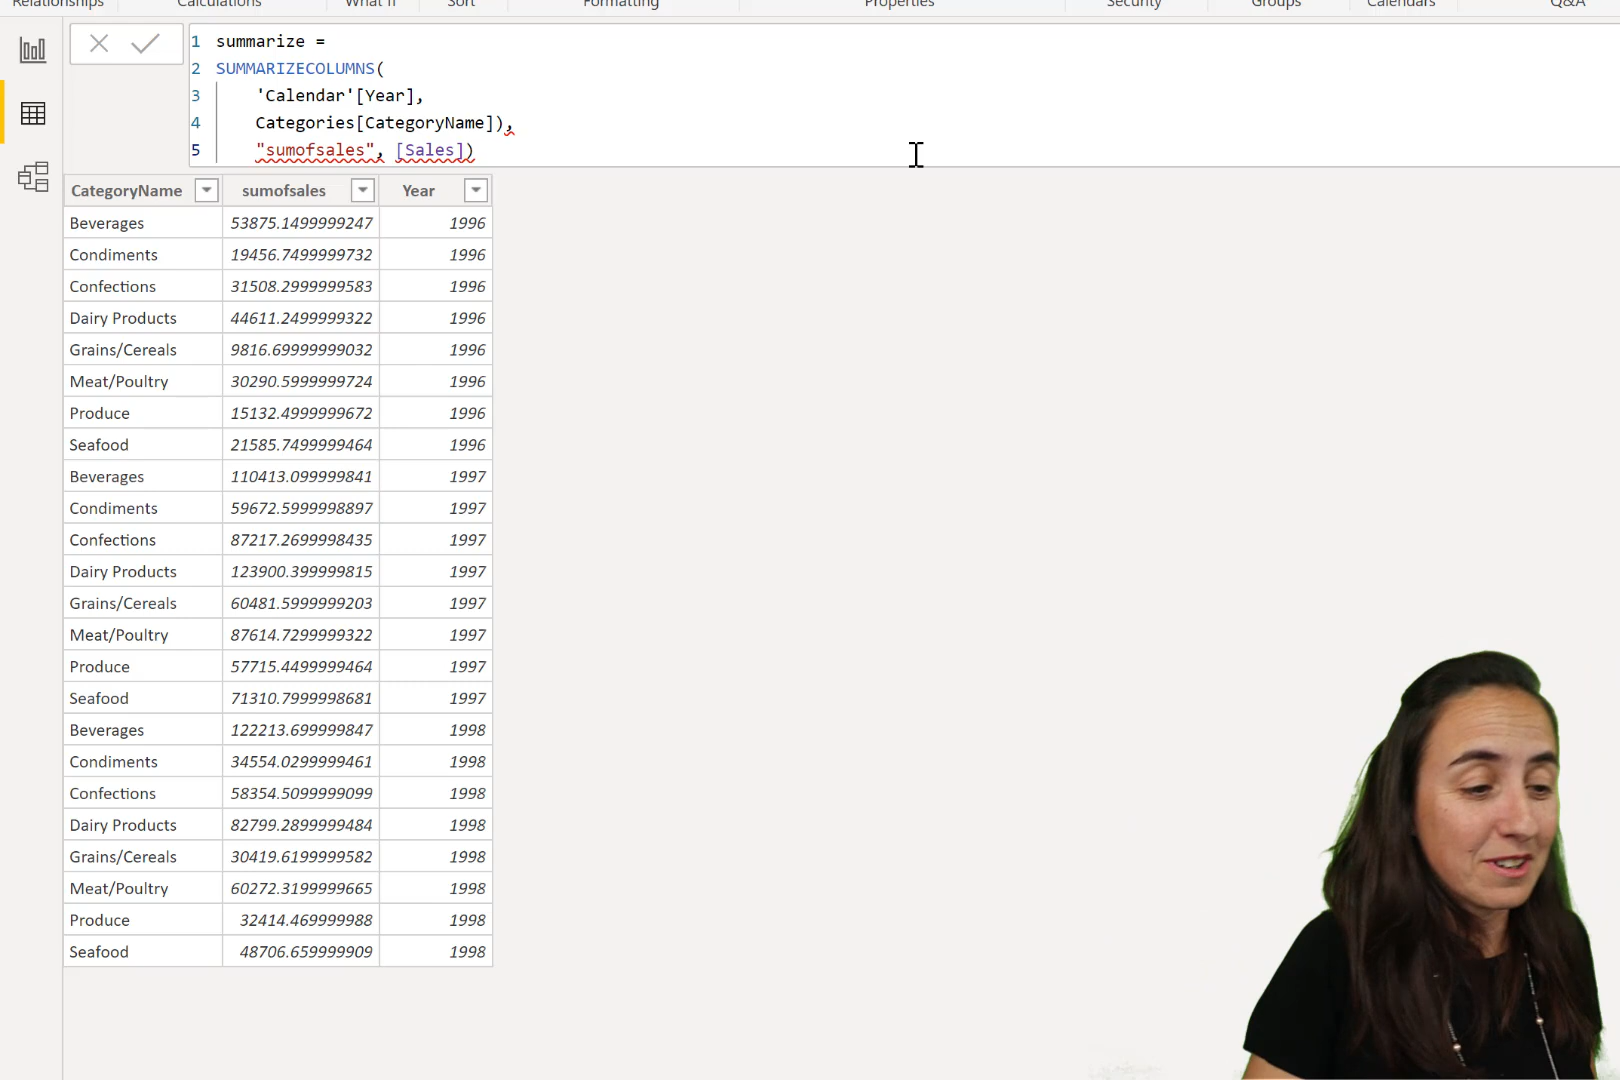 Relationships Calculations What if Sort Formatting Properties Security Groups Calendars Q&A
1 summarize =
2 SUMMARIZECOLUMNS(
3 'Calendar'[Year],
4 Categories[CategoryName]),
5 "sumofsales", [Sales])
CategoryName sumofsales Year
Beverages 53875.1499999247 1996
Condiments 19456.7499999732 1996
Confections 31508.2999999583 1996
Dairy Products 44611.2499999322 1996
Grains/Cereals 9816.69999999032 1996
Meat/Poultry 30290.5999999724 1996
Produce 15132.4999999672 1996
Seafood 21585.7499999464 1996
Beverages 110413.099999841 1997
Condiments 59672.5999998897 1997
Confections 87217.2699998435 1997
Dairy Products 123900.399999815 1997
Grains/Cereals 60481.5999999203 1997
Meat/Poultry 87614.7299999322 1997
Produce 57715.4499999464 1997
Seafood 71310.7999998681 1997
Beverages 122213.699999847 1998
Condiments 34554.0299999461 1998
Confections 58354.5099999099 1998
Dairy Products 82799.2899999484 1998
Grains/Cereals 30419.6199999582 1998
Meat/Poultry 60272.3199999665 1998
Produce 32414.469999988 1998
Seafood 48706.659999909 1998